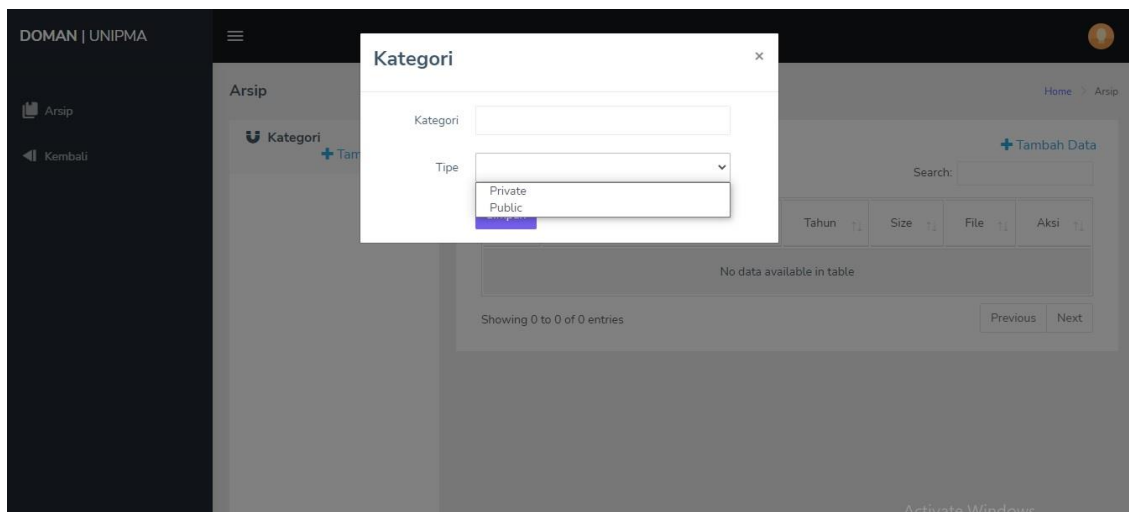 DOMAN | UNIPMA
Kategori ×
Arsip
Home > Arsip
Arsip
Kembali
Kategori
Tam
Kategori
Tipe
Private
Public
Tambah Data
Search:
Tahun Size File Aksi
No data available in table
Showing 0 to 0 of 0 entries
Previous Next
Activate Windows